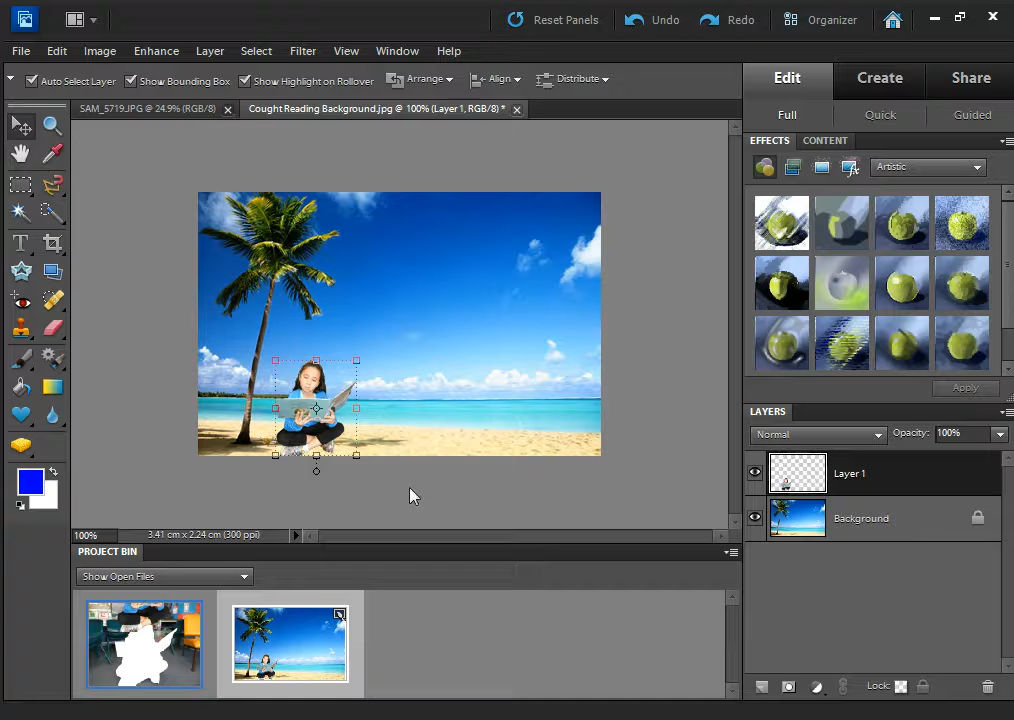 Reset Panels Undo Redo Organizer
File Edit Image Enhance Layer Select Filter View Window Help
Auto Select Layer Show Bounding Box Show Highlight on Rollover Arrange Align Distribute
Edit Create Share
SAM_5719.JPG @ 24.9% (RGB/8) Cought Reading Background.jpg @ 100% (Layer 1, RGB/8) *
Full Quick Guided
EFFECTS CONTENT
Artistic
T
Apply
LAYERS
Normal Opacity: 100%
Layer 1
Background
100% 3.41 cm x 2.24 cm (300 ppi)
PROJECT BIN
Show Open Files
Lock: